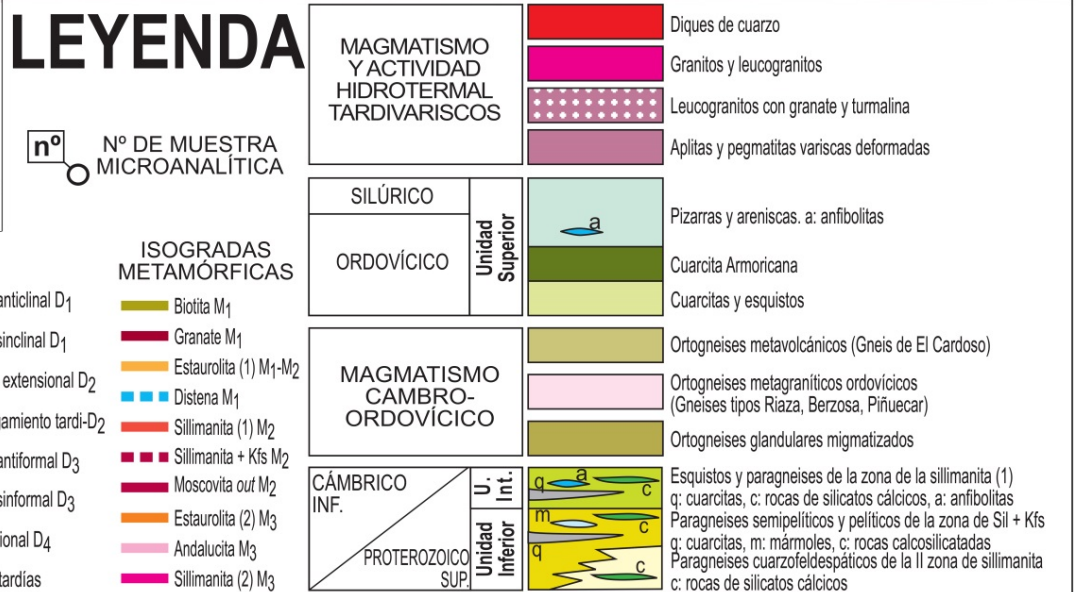 LEYENDA
nº
Nº DE MUESTRA
MICROANALÍTICA
anticlinal D1
sinclinal D1
extensional D2
tardi-D2
antiformal D3
sinformal D3
D4
ISOGRADAS
METAMÓRFICAS
Biotita M1
Granate M1
Estaurolita (1) M1-M2
Distena M1
Sillimanita (1) M2
Sillimanita + Kfs M2
Moscovita out M2
Estaurolita (2) M3
Andalucita M3
Sillimanita (2) M3
MAGMATISMO
Y ACTIVIDAD
HIDROTERMAL
TARDIVARISCOS
Diques de cuarzo
Granitos y leucogranitos
Leucogranitos con granate y turmalina
Aplitas y pegmatitas variscas deformadas
SILÚRICO
ORDOVÍCICO
Unidad
Superior
a
Pizarras y areniscas. a: anfibolitas
Cuarcita Armoricana
Cuarcitas y esquistos
MAGMATISMO
CAMBRO-
ORDOVÍCICO
Ortogneises metavolcánicos (Gneis de El Cardoso)
Ortogneises metagraníticos ordovícicos
(Gneises tipos Riaza, Berzosa, Piñuecar)
Ortogneises glandulares migmatizados
CÁMBRICO
INF.
PROTEROZOICO
SUP.
U.
Int.
Unidad
Inferior
q a c
m c
q
c
Esquistos y paragneises de la zona de la sillimanita (1)
q: cuarcitas, c: rocas de silicatos cálcicos, a: anfibolitas
Paragneises semipelíticos y pelíticos de la zona de Sil + Kfs
q: cuarcitas, m: mármoles, c: rocas calcosilicatadas
Paragneises cuarzofeldespáticos de la II zona de sillimanita
c: rocas de silicatos cálcicos